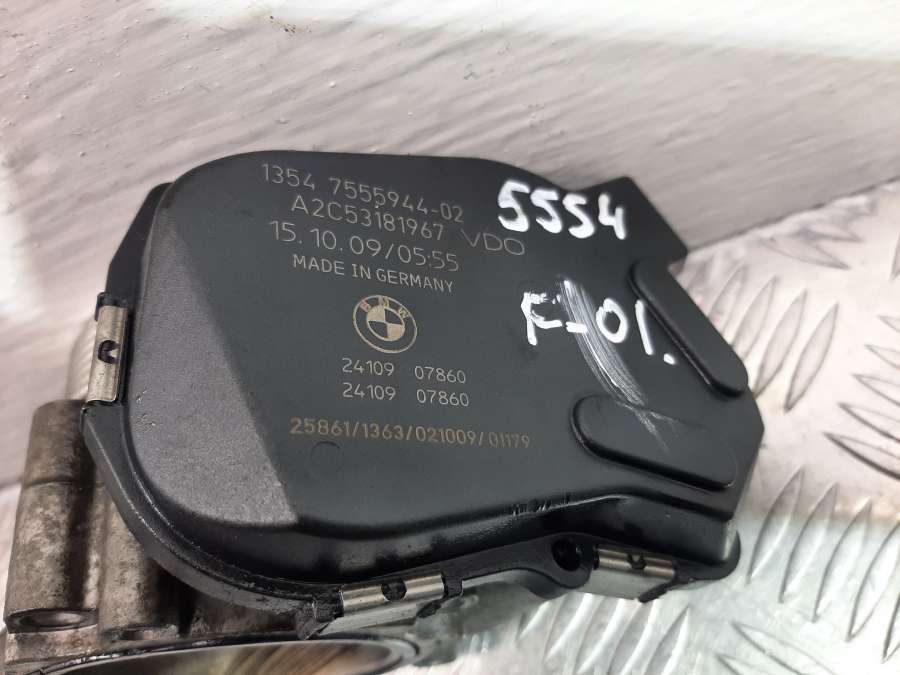 1354 7555944-02
A2C53181967 VDO
15.10.09/05:55
MADE IN GERMANY
BMW
24109 07860
24109 07860
25861/1363/021009/01179
5554
F-01.